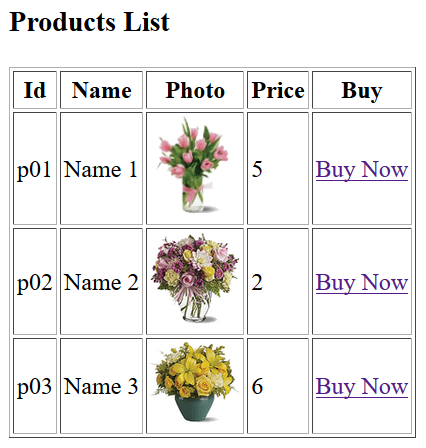 Products List
Id Name Photo Price Buy
p01 Name 1 5 Buy Now
p02 Name 2 2 Buy Now
p03 Name 3 6 Buy Now